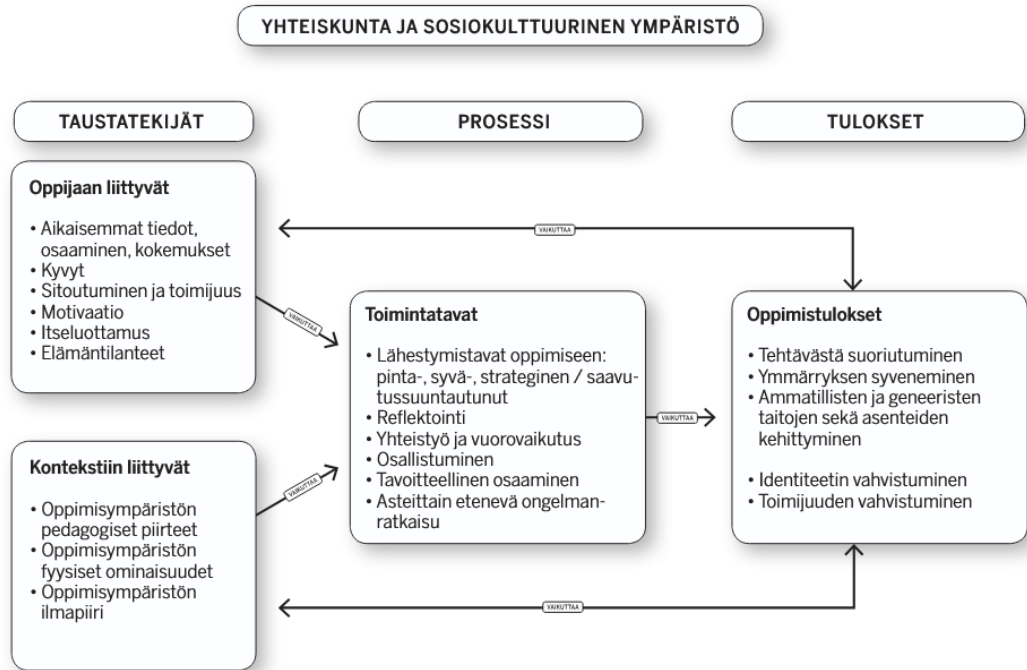 YHTEISKUNTA JA SOSIOKULTTUURINEN YMPÄRISTÖ
TAUSTATEKIJÄT
PROSESSI
TULOKSET
Oppijaan liittyvät
• Aikaisemmat tiedot,
osaaminen, kokemukset
• Kyvyt
• Sitoutuminen ja toimijuus
• Motivaatio
• Itseluottamus
• Elämäntilanteet
VAIKUTTAA
VAIKUTTAA
Kontekstiin liittyvät
• Oppimisympäristön
pedagogiset piirteet
• Oppimisympäristön
fyysiset ominaisuudet
• Oppimisympäristön
ilmapiiri
VAIKUTTAA
Toimintatavat
• Lähestymistavat oppimiseen:
pinta-, syvä-, strateginen / saavu-
tussuuntautunut
• Reflektointi
• Yhteistyö ja vuorovaikutus
• Osallistuminen
• Tavoitteellinen osaaminen
• Asteittain etenevä ongelman-
ratkaisu
VAIKUTTAA
Oppimistulokset
• Tehtävästä suoriutuminen
• Ymmärryksen syveneminen
• Ammatillisten ja geneeristen
taitojen sekä asenteiden
kehittyminen
• Identiteetin vahvistuminen
• Toimijuuden vahvistuminen
VAIKUTTAA